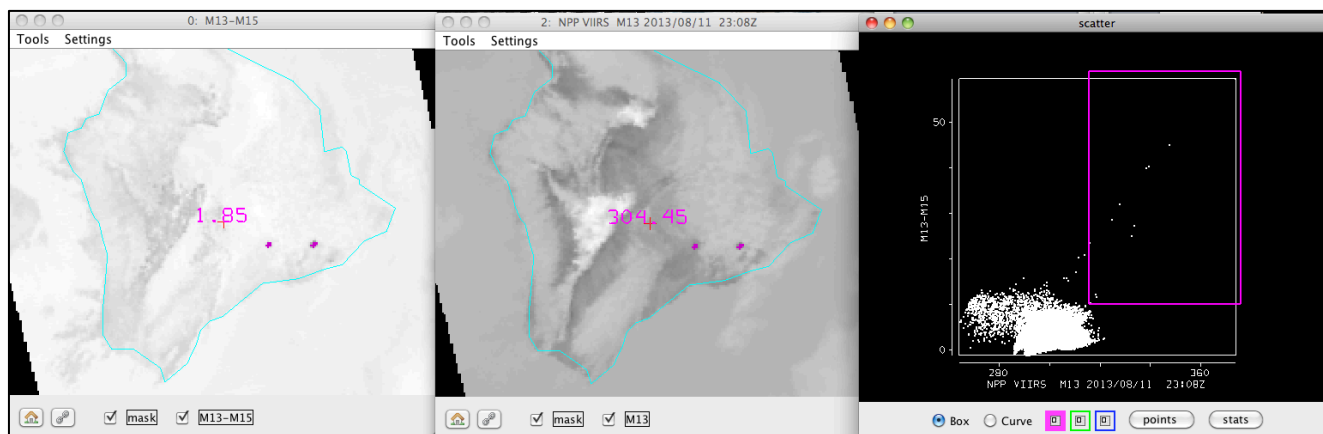 0: M13-M15
Tools Settings
1.85
mask M13-M15
2: NPP VIIRS M13 2013/08/11 23:08Z
Tools Settings
304.45
mask M13
scatter
50
M13-M15
0
280 360
NPP VIIRS M13 2013/08/11 23:08Z
Box Curve points stats